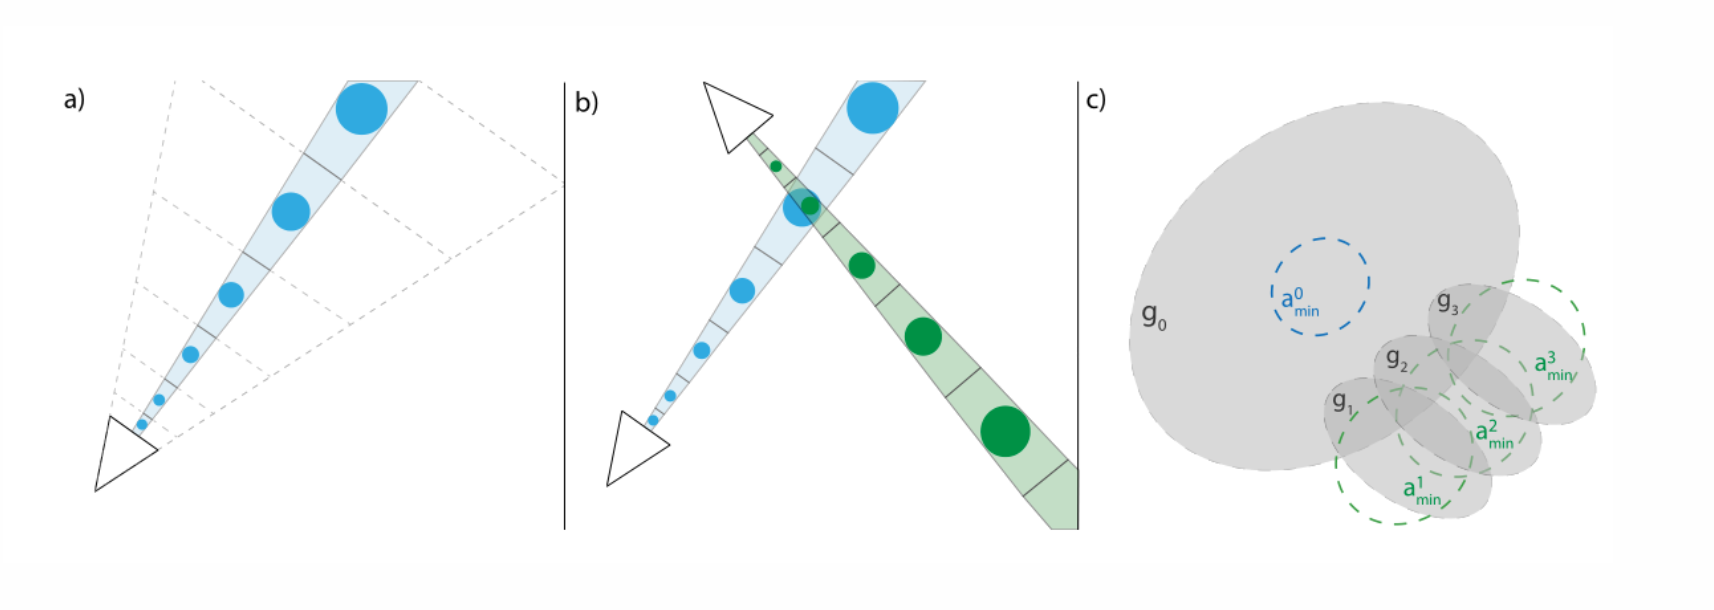 a)
b)
c)
g₀
a⁰min
g₃
a³min
g₂
a²min
g₁
a¹min